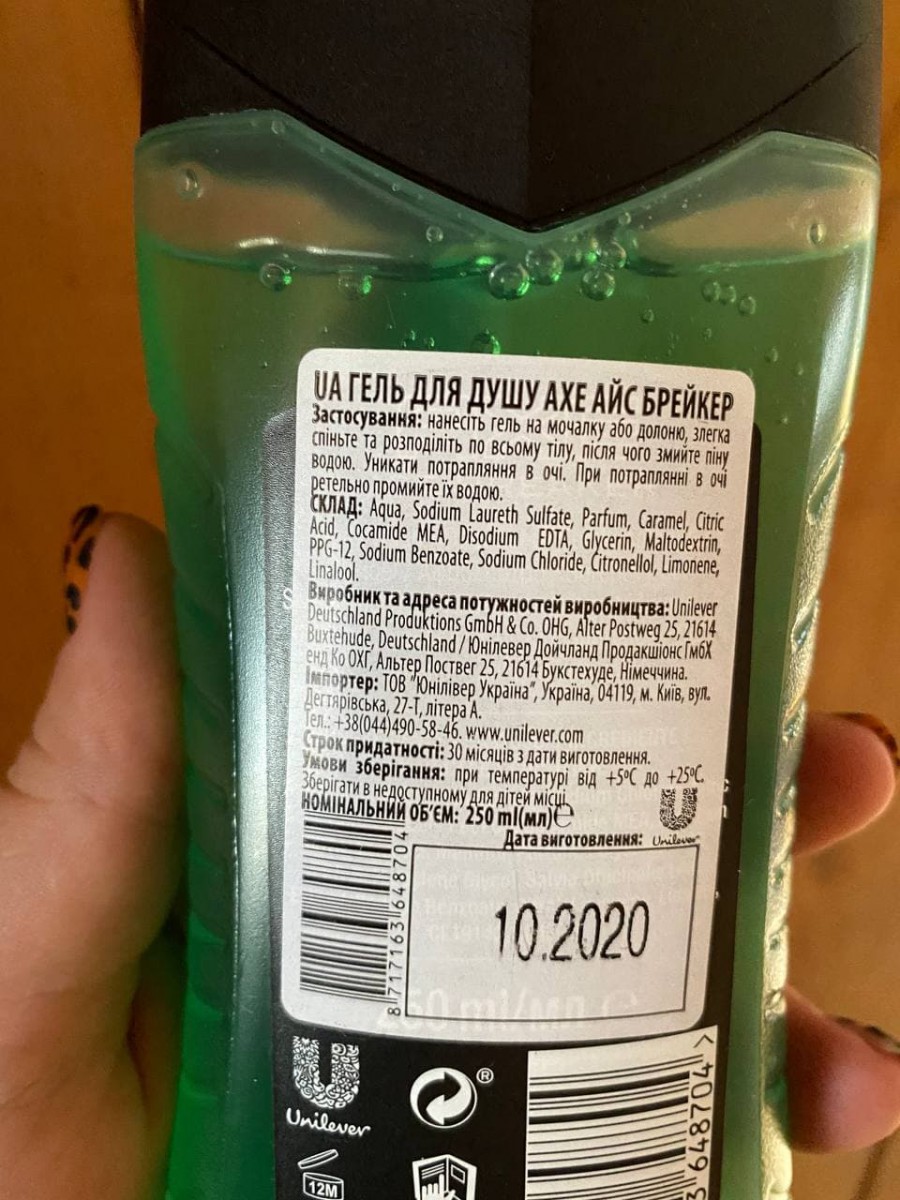 UA ГЕЛЬ ДЛЯ ДУШУ АХЕ АЙС БРЕЙКЕР
Застосування: нанесіть гель на мочалку або долоню, злегка
спіньте та розподіліть по всьому тілу, після чого змийте піну
водою. Уникати потрапляння в очі. При потраплянні в очі
ретельно промийте їх водою.
СКЛАД: Aqua, Sodium Laureth Sulfate, Parfum, Caramel, Citric
Acid, Cocamide MEA, Disodium EDTA, Glycerin, Maltodextrin,
PPG-12, Sodium Benzoate, Sodium Chloride, Citronellol, Limonene,
Linalool.
Виробник та адреса потужностей виробництва: Unilever
Deutschland Produktions GmbH & Co. OHG, Alter Postweg 25, 21614
Buxtehude, Deutschland / Юнілевер Дойчланд Продакшіонс ГмбХ
енд Ко ОХГ, Альтер Поствег 25, 21614 Букстехуде, Німеччина.
Імпортер: ТОВ "Юнілівер Україна", Україна, 04119, м. Київ, вул.
Дегтярівська, 27-Т, літера А.
Тел.: +38(044)490-58-46. www.unilever.com
Строк придатності: 30 місяців з дати виготовлення.
Умови зберігання: при температурі від +5ºС до +25ºС.
Зберігати в недоступному для дітей місці.
НОМІНАЛЬНИЙ ОБ'ЄМ: 250 ml(мл)℮
Дата виготовлення:
Unilever
8717163648704
10.2020
250 ml/мл ℮
Unilever
®
12M
3648704>